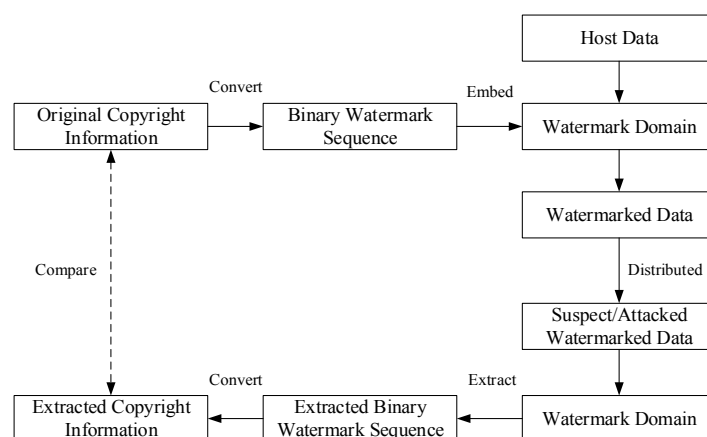 Host Data
Convert
Embed
Original Copyright
Information
Binary Watermark
Sequence
Watermark Domain
Watermarked Data
Compare
Distributed
Suspect/Attacked
Watermarked Data
Convert
Extract
Extracted Copyright
Information
Extracted Binary
Watermark Sequence
Watermark Domain